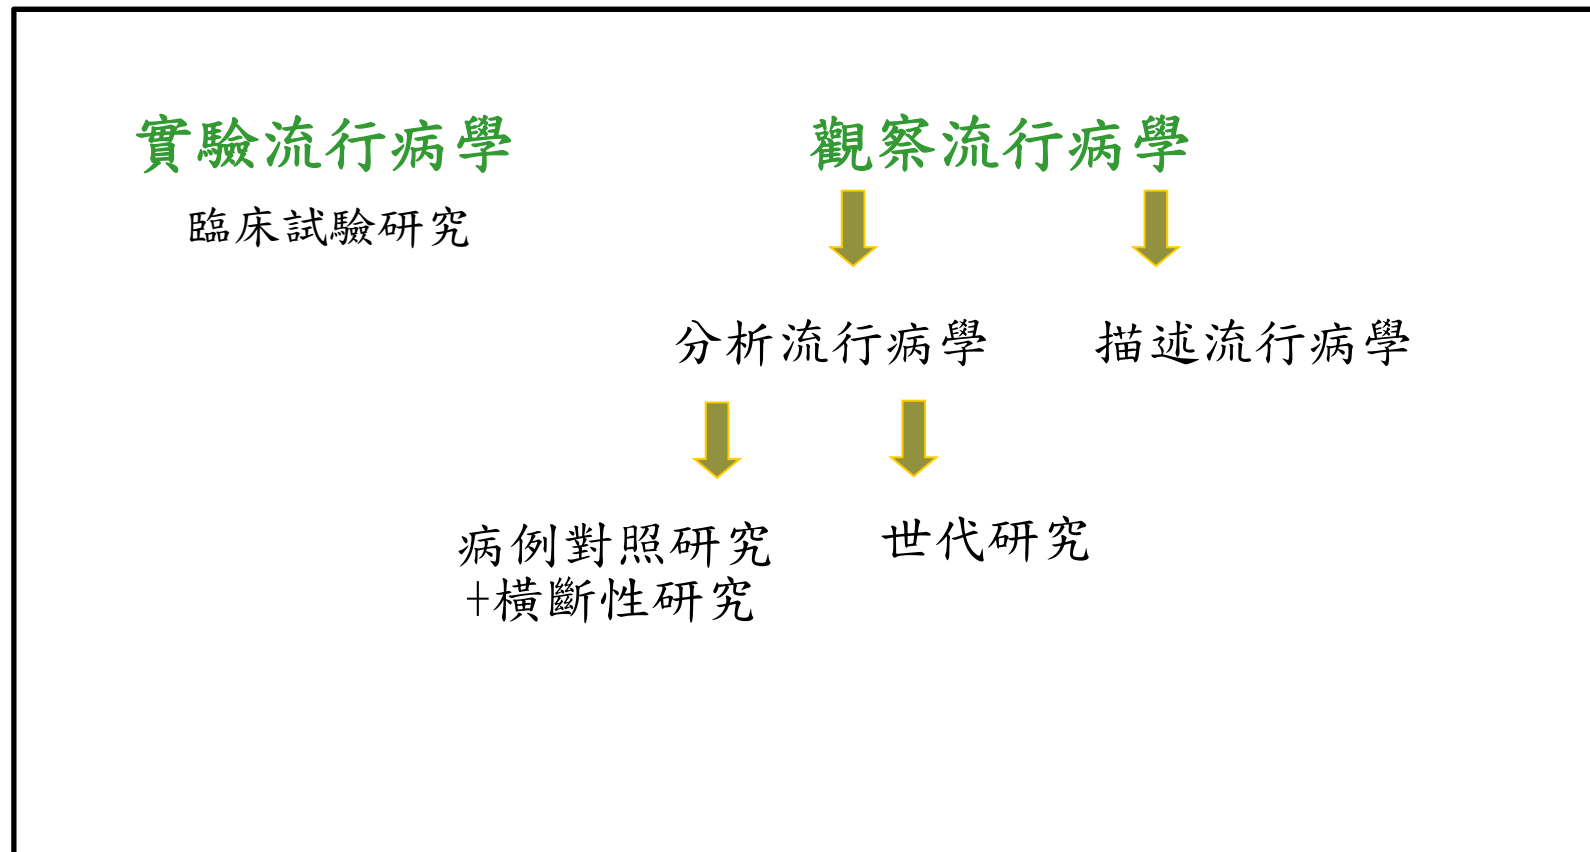 實驗流行病學
臨床試驗研究
觀察流行病學
分析流行病學
描述流行病學
病例對照研究
+橫斷性研究
世代研究